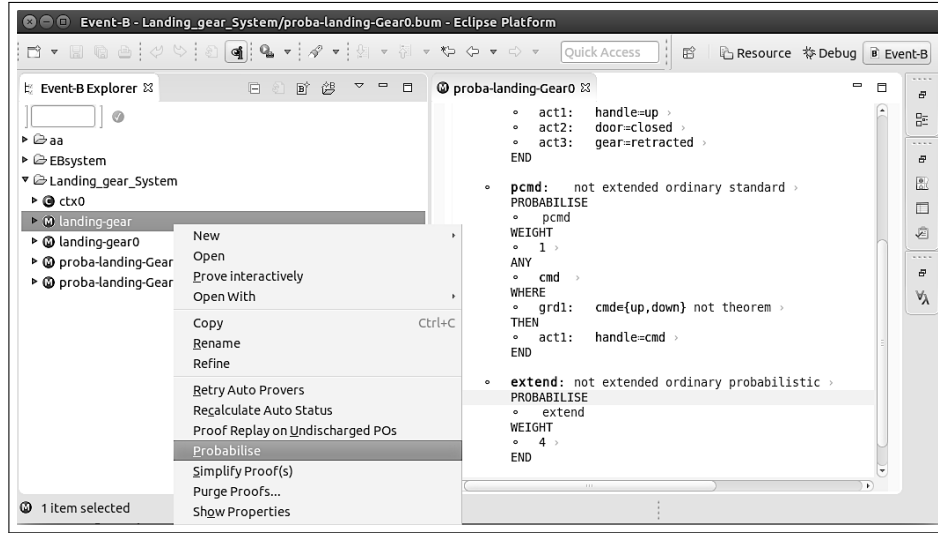 Event-B - Landing_gear_System/proba-landing-Gear0.bum - Eclipse Platform
Quick Access
Resource
Debug
Event-B
Event-B Explorer
aa
EBsystem
Landing_gear_System
ctx0
landing-gear
landing-gear0
proba-landing-Gear
proba-landing-Gear
New
Open
Prove interactively
Open With
Copy Ctrl+C
Rename
Refine
Retry Auto Provers
Recalculate Auto Status
Proof Replay on Undischarged POs
Probabilise
Simplify Proof(s)
Purge Proofs...
Show Properties
proba-landing-Gear0
act1: handle≔up ›
act2: door≔closed ›
act3: gear≔retracted ›
END
pcmd: not extended ordinary standard ›
PROBABILISE
pcmd
WEIGHT
1 ›
ANY
cmd ›
WHERE
grd1: cmd∈{up,down} not theorem ›
THEN
act1: handle≔cmd ›
END
extend: not extended ordinary probabilistic ›
PROBABILISE
extend
WEIGHT
4 ›
END
1 item selected